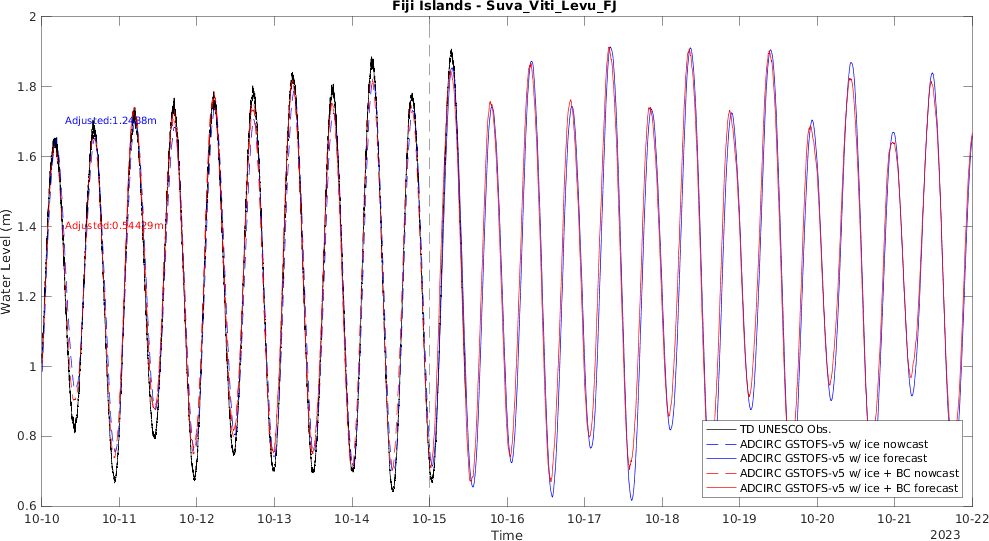 Fiji Islands - Suva_Viti_Levu_FJ
2
1.8
1.6
1.4
1.2
1
0.8
0.6
Water Level (m)
Adjusted:1.2488m
Adjusted:0.54429m
TD UNESCO Obs.
ADCIRC GSTOFS-v5 w/ ice nowcast
ADCIRC GSTOFS-v5 w/ ice forecast
ADCIRC GSTOFS-v5 w/ ice + BC nowcast
ADCIRC GSTOFS-v5 w/ ice + BC forecast
10-10 10-11 10-12 10-13 10-14 10-15 10-16 10-17 10-18 10-19 10-20 10-21 10-22
Time
2023